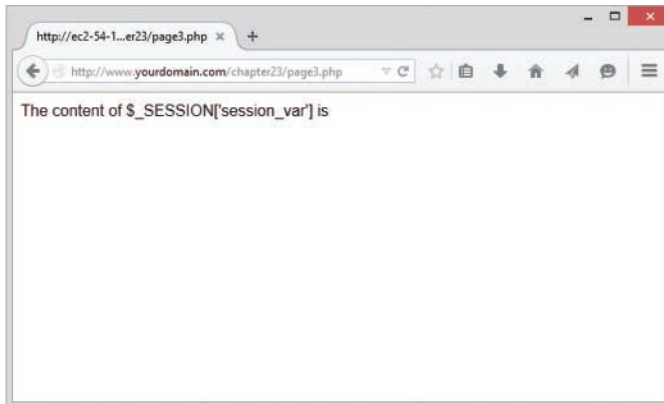 http://ec2-54-1...er23/page3.php
http://www.yourdomain.com/chapter23/page3.php
The content of $_SESSION['session_var'] is